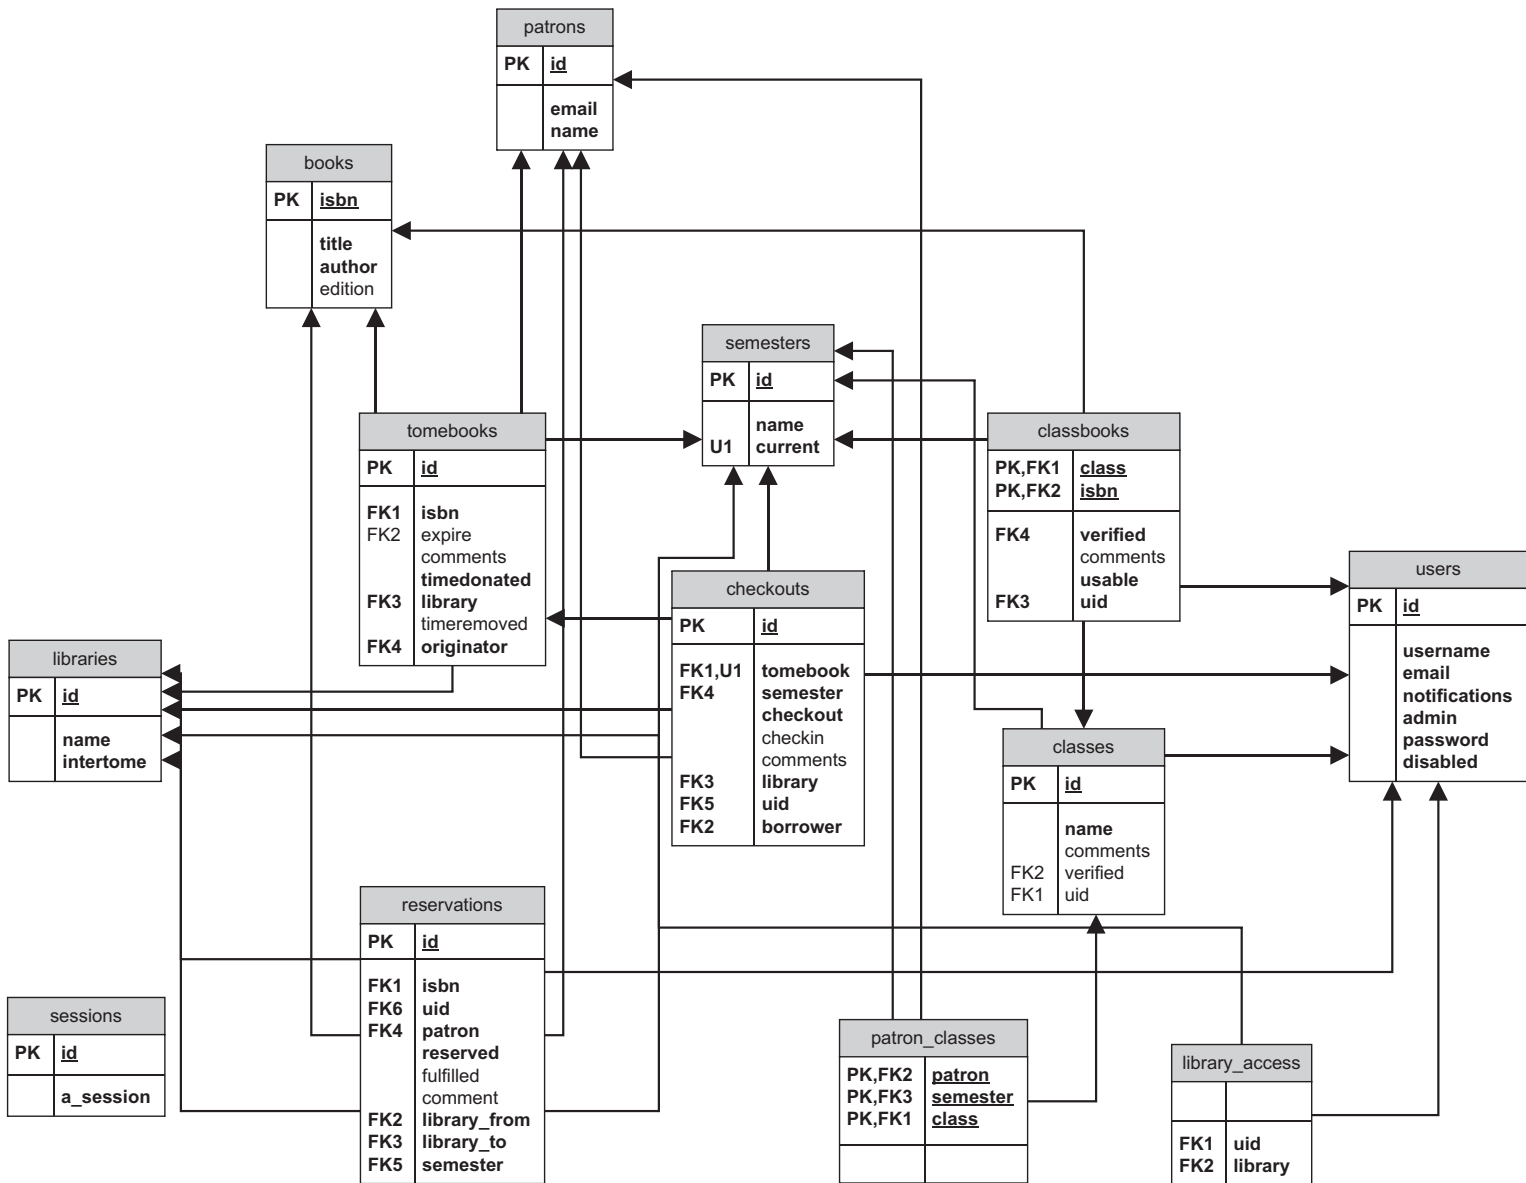 patrons
PK id
email
name
books
PK isbn
title
author
edition
semesters
PK id
name
U1 current
tomebooks
PK id
FK1 isbn
FK2 expire
comments
timedonated
FK3 library
timeremoved
FK4 originator
classbooks
PK,FK1 class
PK,FK2 isbn
FK4 verified
comments
usable
FK3 uid
users
PK id
username
email
notifications
admin
password
disabled
checkouts
PK id
FK1,U1 tomebook
FK4 semester
checkout
checkin
comments
FK3 library
FK5 uid
FK2 borrower
libraries
PK id
name
intertome
classes
PK id
name
comments
FK2 verified
FK1 uid
reservations
PK id
FK1 isbn
FK6 uid
FK4 patron
reserved
fulfilled
comment
FK2 library_from
FK3 library_to
FK5 semester
sessions
PK id
a_session
patron_classes
PK,FK2 patron
PK,FK3 semester
PK,FK1 class
library_access
FK1 uid
FK2 library